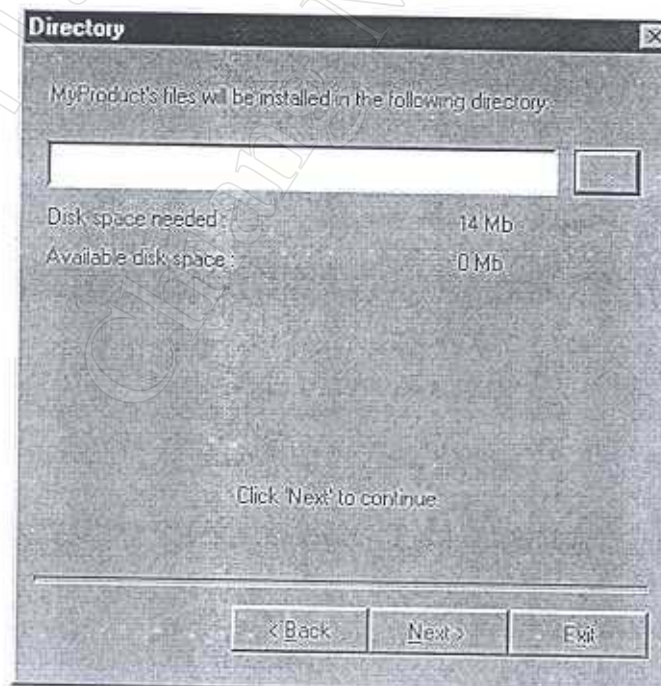 Directory
MyProduct's files will be installed in the following directory:
Disk space needed : 14 Mb
Available disk space : 0 Mb
Click 'Next' to continue
< Back Next > Exit